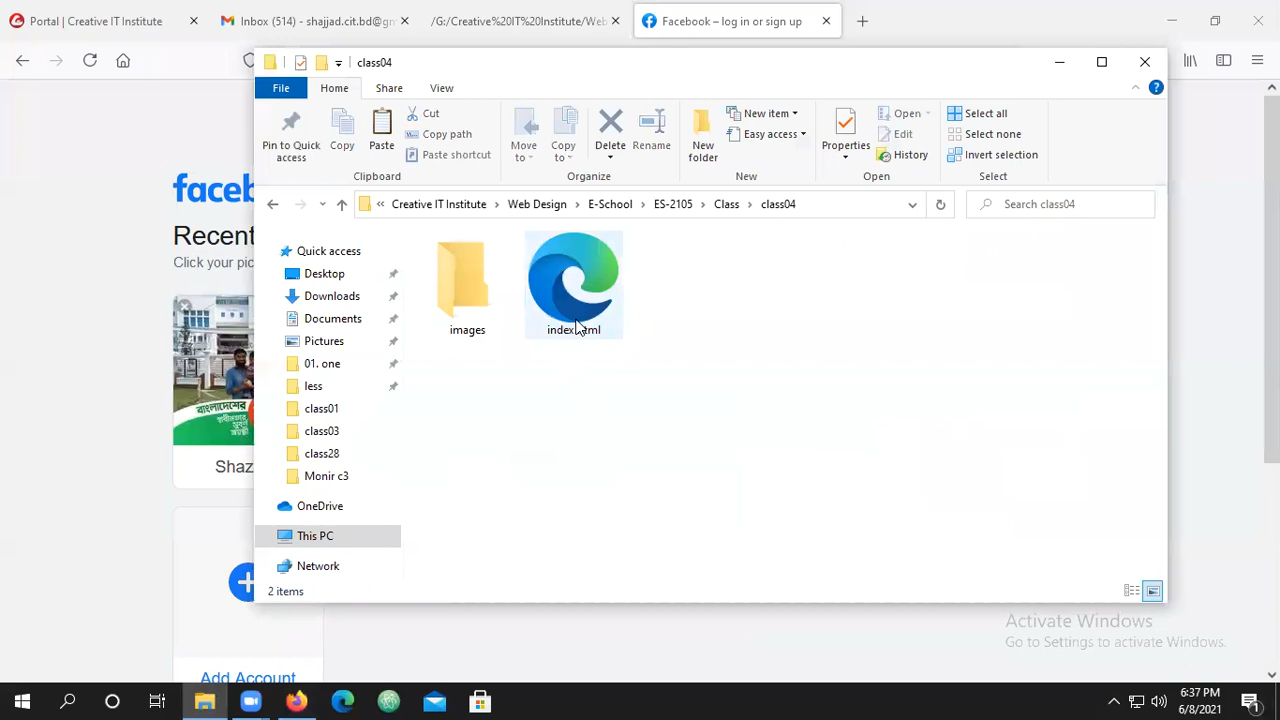 Portal | Creative IT Institute
Inbox (514) - shajjad.cit.bd@gm
/G:/Creative%20IT%20Institute/Web
Facebook – log in or sign up
class04
File
Home
Share
View
Pin to Quick access
Copy
Paste
Cut
Copy path
Paste shortcut
Clipboard
Move to
Copy to
Delete
Rename
Organize
New folder
New item
Easy access
New
Properties
Open
Edit
History
Open
Select all
Select none
Invert selection
Select
« Creative IT Institute › Web Design › E-School › ES-2105 › Class › class04
Search class04
Quick access
Desktop
Downloads
Documents
Pictures
01. one
less
class01
class03
class28
Monir c3
OneDrive
This PC
Network
images
index.html
2 items
faceb
Recent
Click your pic
বাংলাদেশের
Shaz
Add Account
Activate Windows
Go to Settings to activate Windows.
6:37 PM
6/8/2021
1